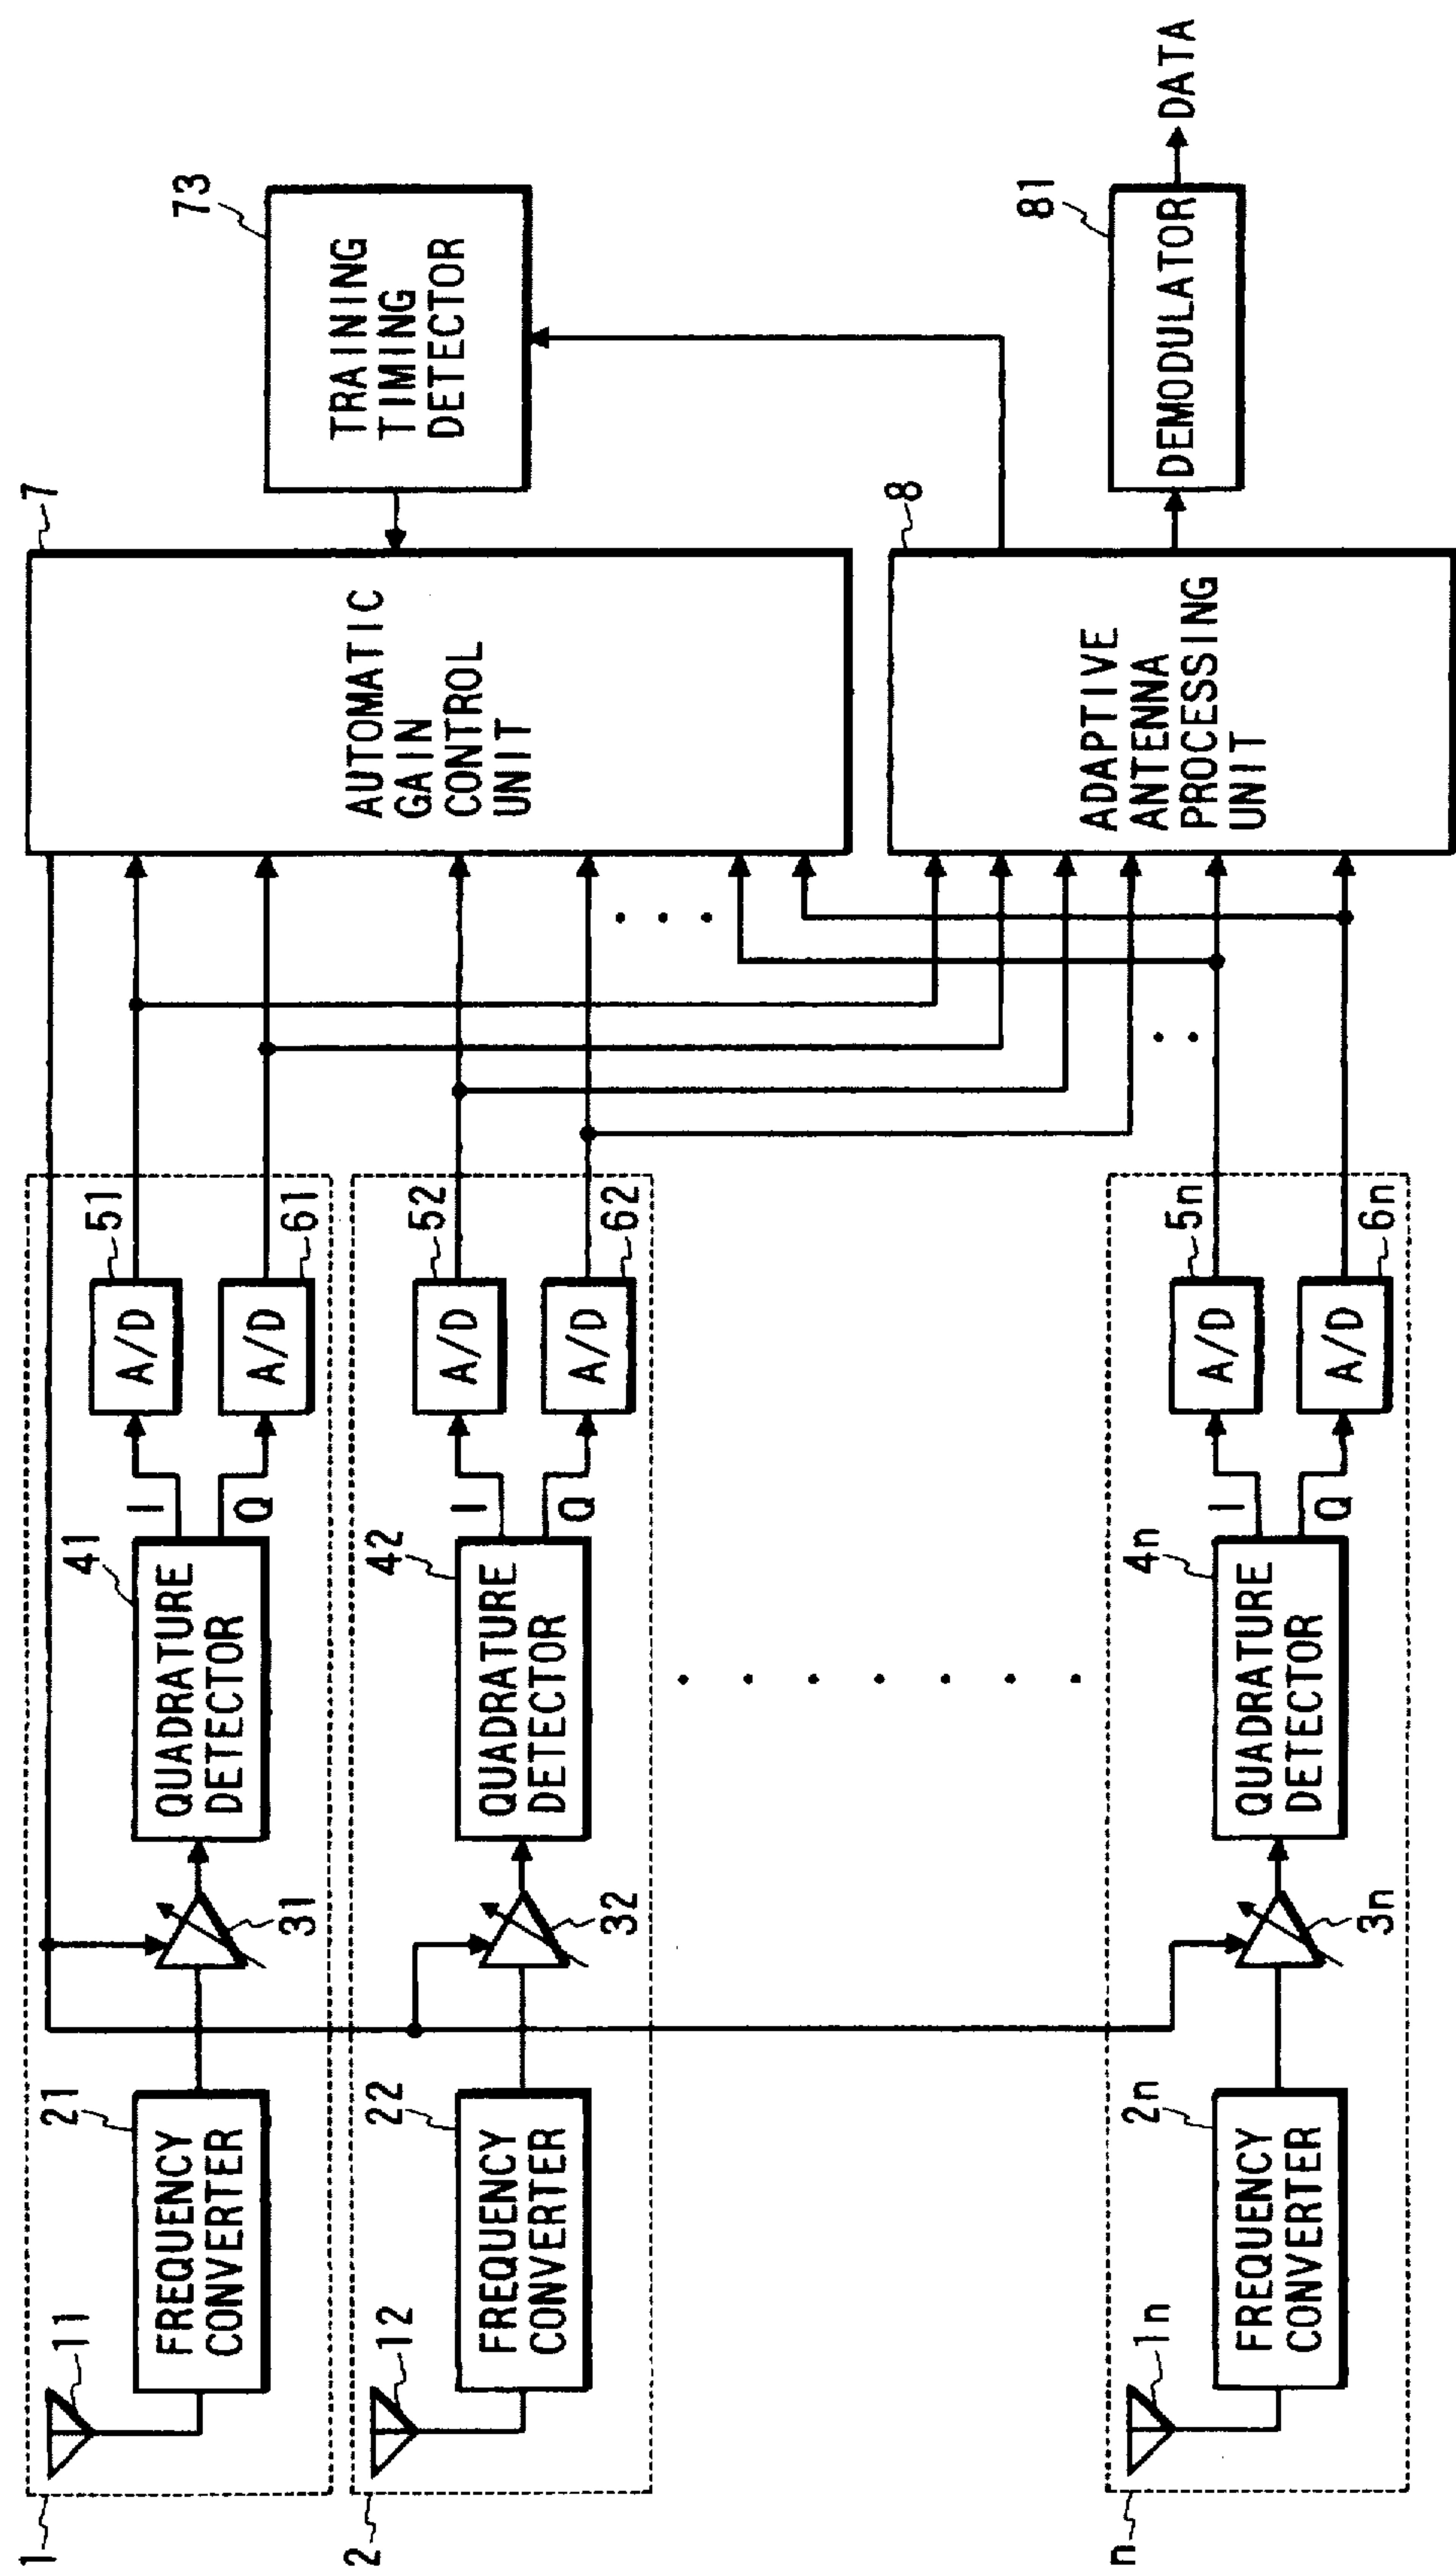 1
11
21
FREQUENCY
CONVERTER
31
41
QUADRATURE
DETECTOR
I
Q
51
A/D
61
A/D
2
12
22
FREQUENCY
CONVERTER
32
42
QUADRATURE
DETECTOR
I
Q
52
A/D
62
A/D
n
1n
2n
FREQUENCY
CONVERTER
3n
4n
QUADRATURE
DETECTOR
I
Q
5n
A/D
6n
A/D
7
AUTOMATIC
GAIN
CONTROL
UNIT
73
TRAINING
TIMING
DETECTOR
8
ADAPTIVE
ANTENNA
PROCESSING
UNIT
81
DEMODULATOR
DATA